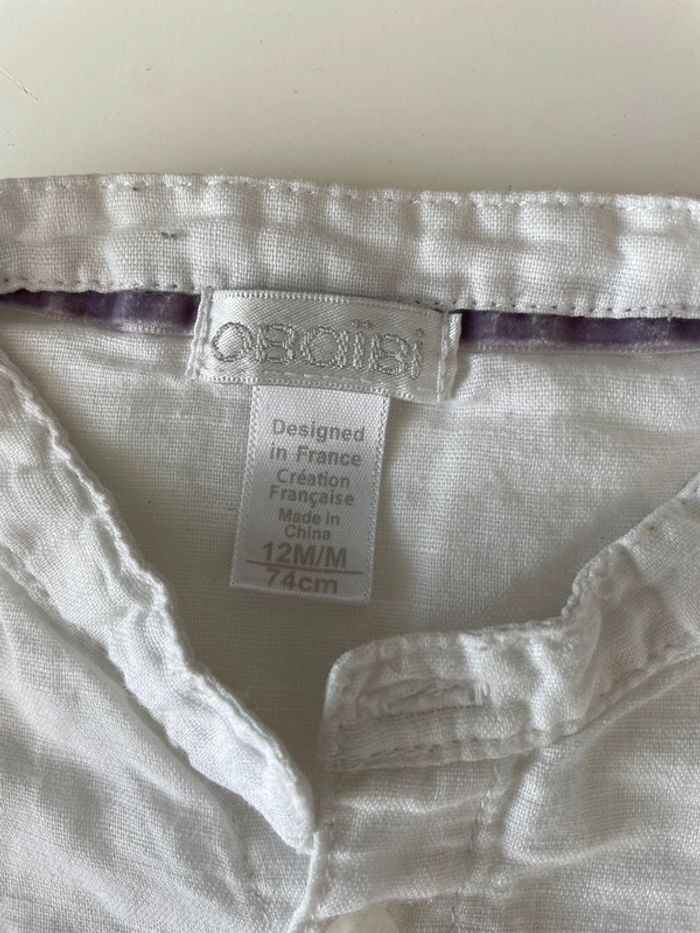 OBAÏBI
Designed
in France
Création
Française
Made in
China
12M/M
74cm